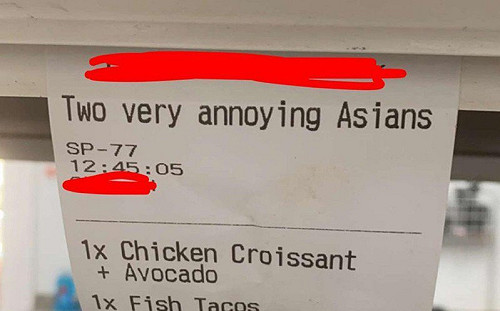 Two very annoying Asians
SP-77
12:45:05
1x Chicken Croissant
+ Avocado
1x Fish Tacos